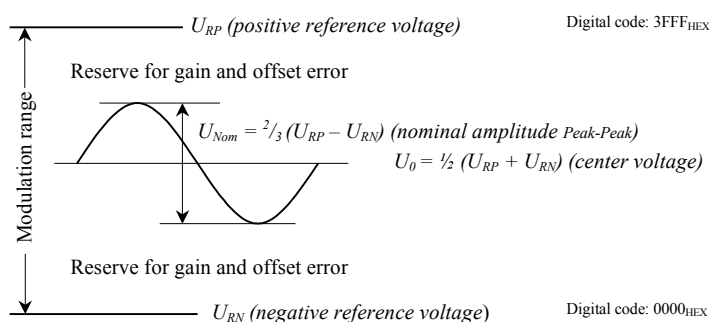 U_RP (positive reference voltage) Digital code: 3FFF_HEX
Reserve for gain and offset error
Modulation range
U_Nom = 2/3 (U_RP – U_RN) (nominal amplitude Peak-Peak)
U_0 = ½ (U_RP + U_RN) (center voltage)
Reserve for gain and offset error
U_RN (negative reference voltage) Digital code: 0000_HEX